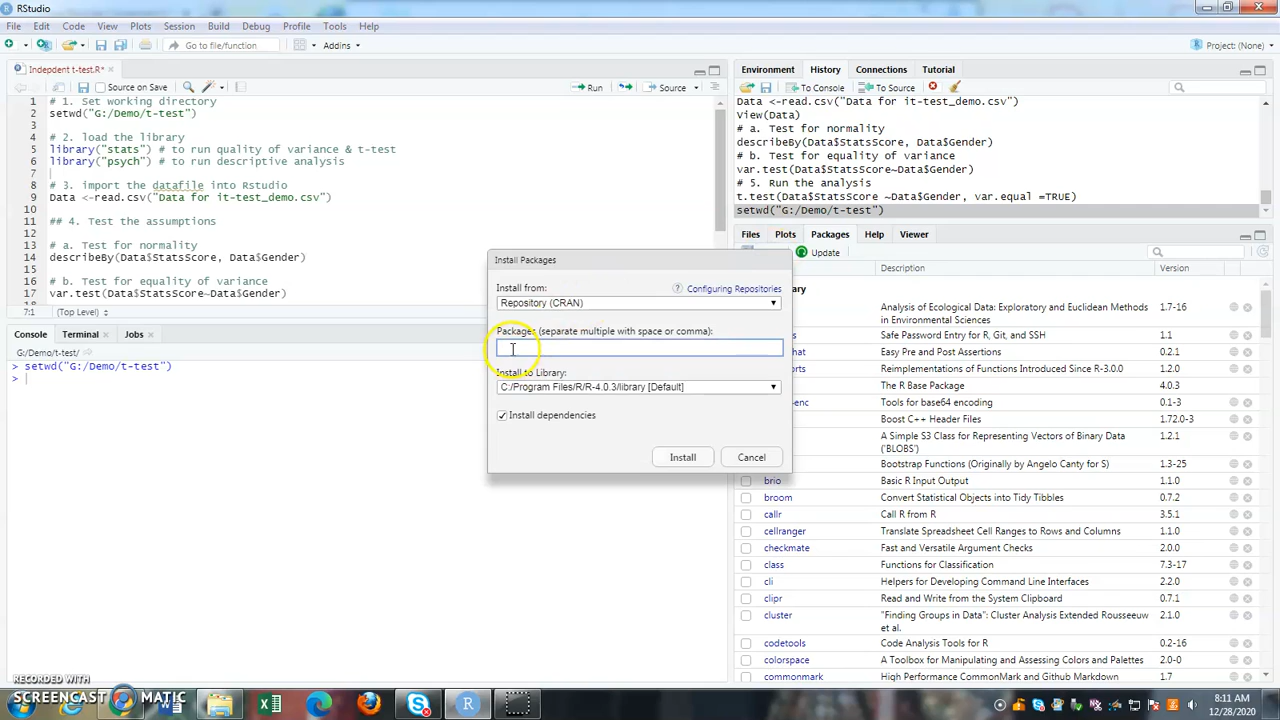 RStudio
File Edit Code View Plots Session Build Debug Profile Tools Help
Go to file/function
Addins
Project: (None)
Indepdent t-test.R*
Source on Save
Run
Source
1 # 1. Set working directory
2 setwd("G:/Demo/t-test")
3
4 # 2. load the library
5 library("stats") # to run quality of variance & t-test
6 library("psych") # to run descriptive analysis
7
8 # 3. import the datafile into Rstudio
9 Data <-read.csv("Data for it-test_demo.csv")
10
11 ## 4. Test the assumptions
12
13 # a. Test for normality
14 describeBy(Data$StatsScore, Data$Gender)
15
16 # b. Test for equality of variance
17 var.test(Data$StatsScore~Data$Gender)
7:1 (Top Level)
R Script
Console Terminal Jobs
G:/Demo/t-test/
> setwd("G:/Demo/t-test")
>
Environment History Connections Tutorial
To Console To Source
Data <-read.csv("Data for it-test_demo.csv")
View(Data)
# a. Test for normality
describeBy(Data$StatsScore, Data$Gender)
# b. Test for equality of variance
var.test(Data$StatsScore~Data$Gender)
# 5. Run the analysis
t.test(Data$StatsScore ~Data$Gender, var.equal =TRUE)
setwd("G:/Demo/t-test")
Files Plots Packages Help Viewer
Update
Description Version
Analysis of Ecological Data: Exploratory and Euclidean Methods 1.7-16
in Environmental Sciences
Safe Password Entry for R, Git, and SSH 1.1
Easy Pre and Post Assertions 0.2.1
Reimplementations of Functions Introduced Since R-3.0.0 1.2.0
The R Base Package 4.0.3
Tools for base64 encoding 0.1-3
Boost C++ Header Files 1.72.0-3
A Simple S3 Class for Representing Vectors of Binary Data 1.2.1
('BLOBS')
Bootstrap Functions (Originally by Angelo Canty for S) 1.3-25
brio Basic R Input Output 1.1.0
broom Convert Statistical Objects into Tidy Tibbles 0.7.2
callr Call R from R 3.5.1
cellranger Translate Spreadsheet Cell Ranges to Rows and Columns 1.1.0
checkmate Fast and Versatile Argument Checks 2.0.0
class Functions for Classification 7.3-17
cli Helpers for Developing Command Line Interfaces 2.2.0
clipr Read and Write from the System Clipboard 0.7.1
cluster "Finding Groups in Data": Cluster Analysis Extended Rousseeuw 2.1.0
et al.
codetools Code Analysis Tools for R 0.2-16
colorspace A Toolbox for Manipulating and Assessing Colors and Palettes 2.0-0
commonmark High Performance CommonMark and Github Markdown 1.7
Install Packages
Install from: ? Configuring Repositories
Repository (CRAN)
Packages (separate multiple with space or comma):
Install to Library:
C:/Program Files/R/R-4.0.3/library [Default]
Install dependencies
Install Cancel
RECORDED WITH
SCREENCAST MATIC
8:11 AM
12/28/2020